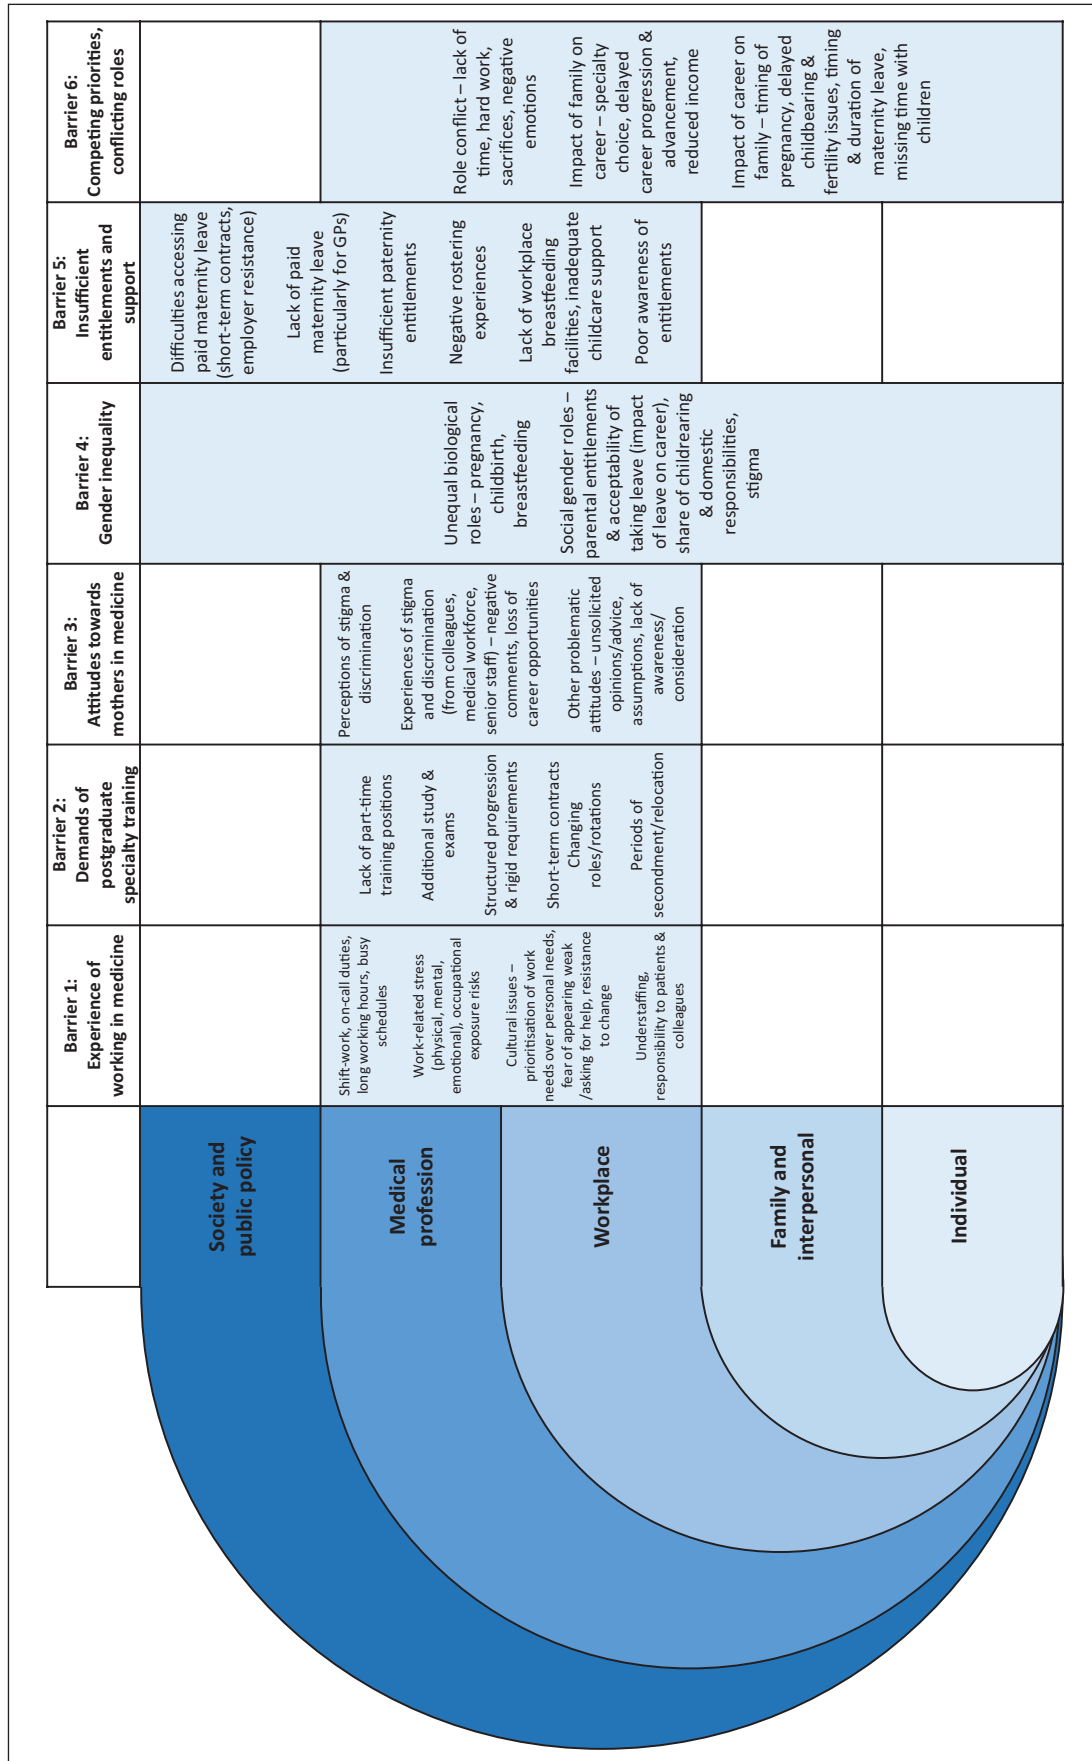 Barrier 1:
Experience of
working in medicine
Barrier 2:
Demands of
postgraduate
specialty training
Barrier 3:
Attitudes towards
mothers in medicine
Barrier 4:
Gender inequality
Barrier 5:
Insufficient
entitlements and
support
Barrier 6:
Competing priorities,
conflicting roles
Society and
public policy
Medical
profession
Workplace
Family and
interpersonal
Individual
Shift-work, on-call duties,
long working hours, busy
schedules
Work-related stress
(physical, mental,
emotional), occupational
exposure risks
Cultural issues –
prioritisation of work
needs over personal needs,
fear of appearing weak
/asking for help, resistance
to change
Understaffing,
responsibility to patients &
colleagues
Lack of part-time
training positions
Additional study &
exams
Structured progression
& rigid requirements
Short-term contracts
Changing
roles/rotations
Periods of
secondment/relocation
Perceptions of stigma &
discrimination
Experiences of stigma
and discrimination
(from colleagues,
medical workforce,
senior staff) – negative
comments, loss of
career opportunities
Other problematic
attitudes – unsolicited
opinions/advice,
assumptions, lack of
awareness/
consideration
Unequal biological
roles – pregnancy,
childbirth,
breastfeeding
Social gender roles –
parental entitlements
& acceptability of
taking leave (impact
of leave on career),
share of childrearing
& domestic
responsibilities,
stigma
Difficulties accessing
paid maternity leave
(short-term contracts,
employer resistance)
Lack of paid
maternity leave
(particularly for GPs)
Insufficient paternity
entitlements
Negative rostering
experiences
Lack of workplace
breastfeeding
facilities, inadequate
childcare support
Poor awareness of
entitlements
Role conflict – lack of
time, hard work,
sacrifices, negative
emotions
Impact of family on
career – specialty
choice, delayed
career progression &
advancement,
reduced income
Impact of career on
family – timing of
pregnancy, delayed
childbearing &
fertility issues, timing
& duration of
maternity leave,
missing time with
children